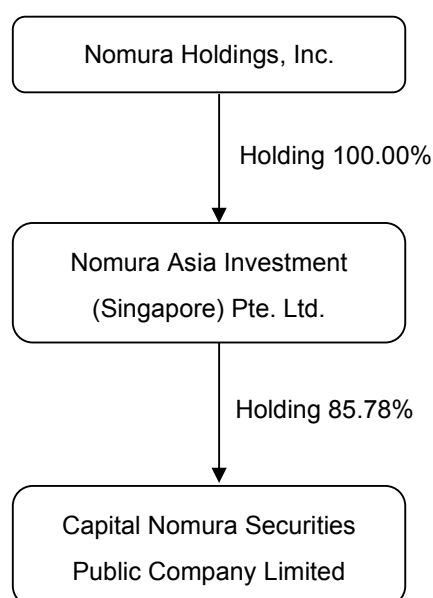 Nomura Holdings, Inc.
Holding 100.00%
Nomura Asia Investment
(Singapore) Pte. Ltd.
Holding 85.78%
Capital Nomura Securities
Public Company Limited